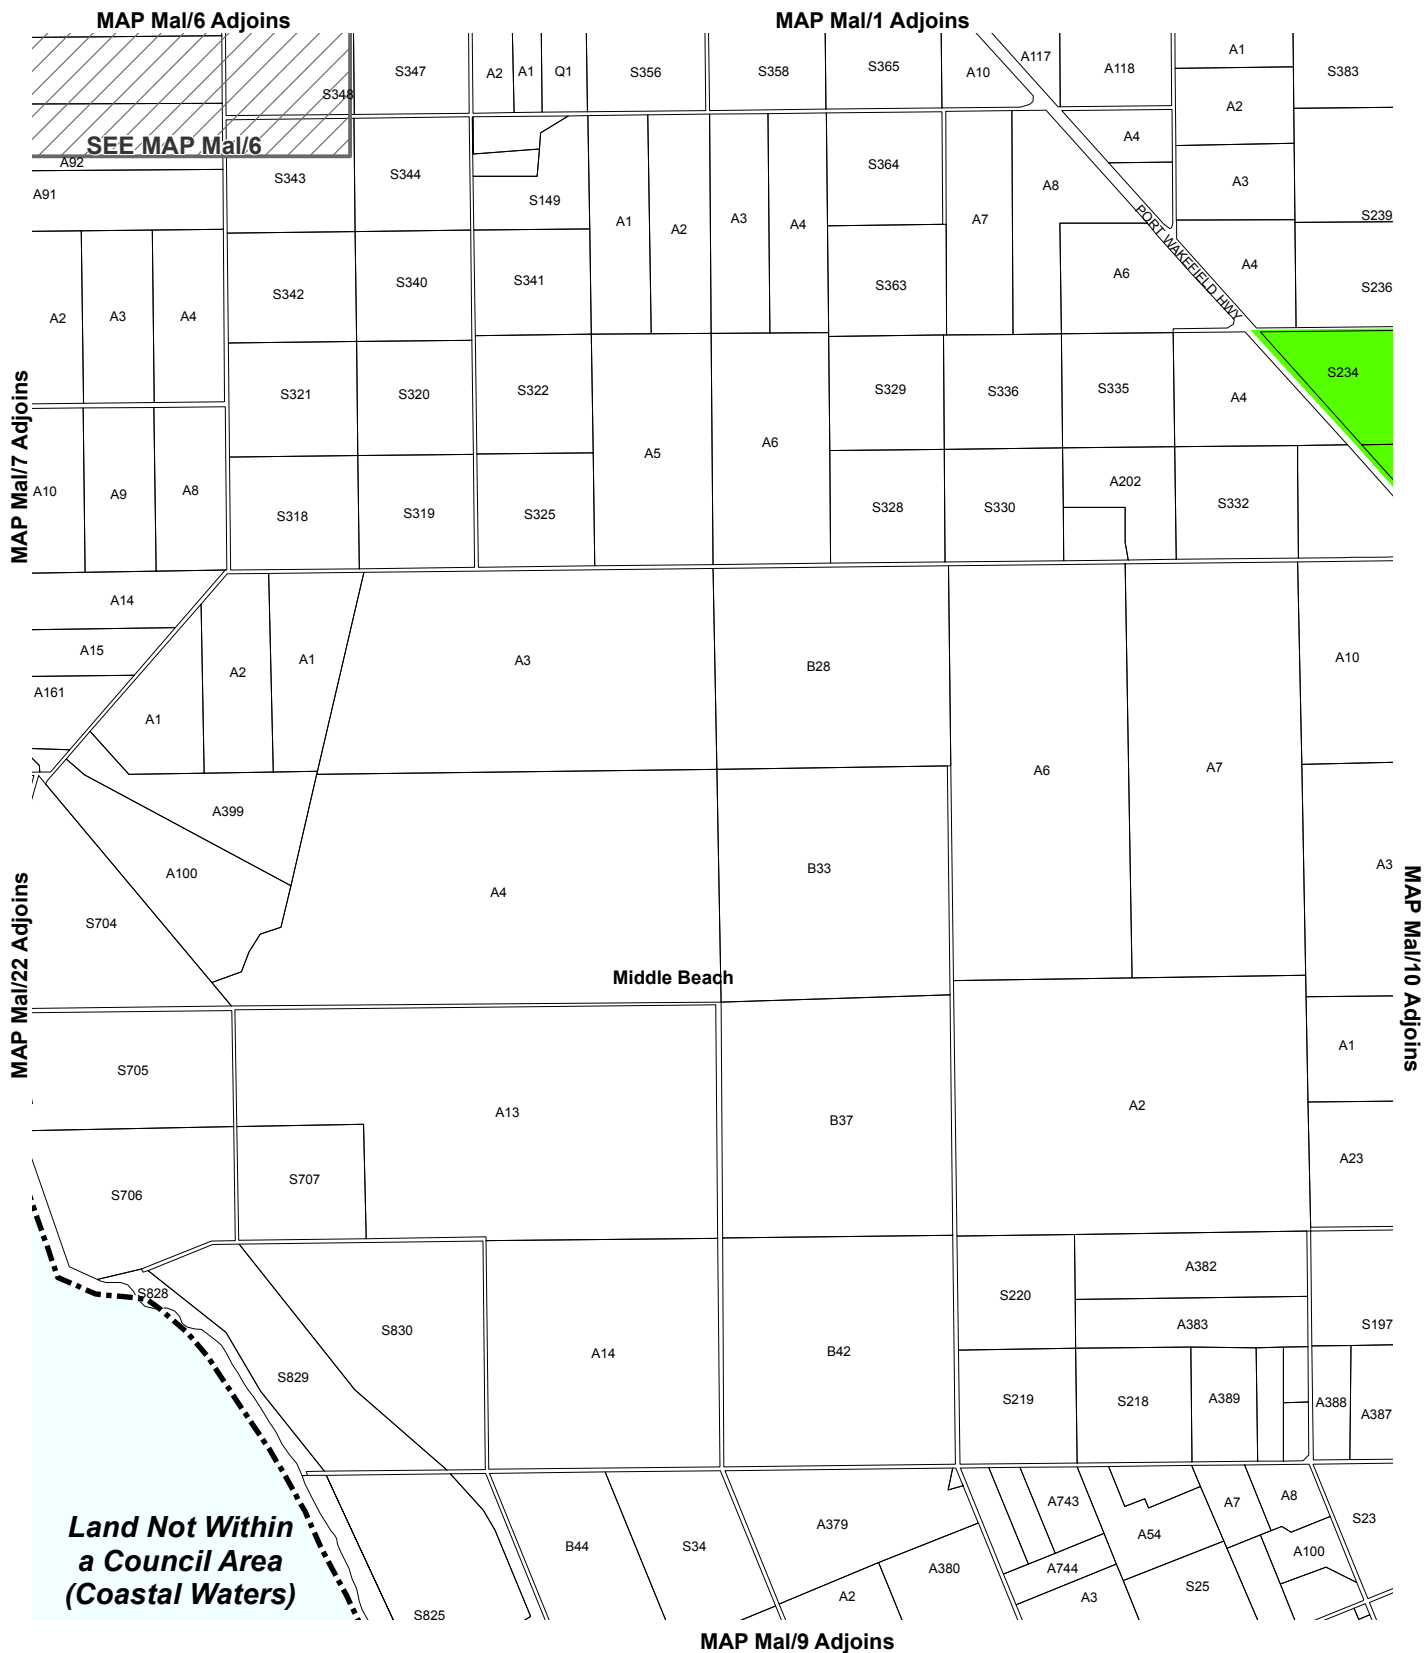 MAP Mal/6 Adjoins
MAP Mal/1 Adjoins
S347
A2
A1
Q1
S356
S358
S365
A10
A117
A118
A1
S383
S348
A2
SEE MAP Mal/6
A92
A91
S343
S344
S149
A1
A2
A3
A4
S364
A7
A8
A4
A3
S239
PORT WAKEFIELD HWY
A2
A3
A4
S342
S340
S341
S363
A6
A4
S236
MAP Mal/7 Adjoins
S321
S320
S322
A5
A6
S329
S336
S335
A4
S234
A10
A9
A8
S318
S319
S325
S328
S330
A202
S332
A14
A15
A161
A1
A2
A1
A3
B28
A6
A7
A10
A399
A100
S704
A4
B33
A3
MAP Mal/22 Adjoins
MAP Mal/10 Adjoins
Middle Beach
S705
A13
B37
A2
A1
S706
S707
A23
S828
S829
S830
A14
B42
S220
A382
A383
S197
S219
S218
A389
A388
A387
Land Not Within
a Council Area
(Coastal Waters)
S825
B44
S34
A379
A380
A2
A743
A744
A3
A54
S25
A7
A8
A100
S23
MAP Mal/9 Adjoins